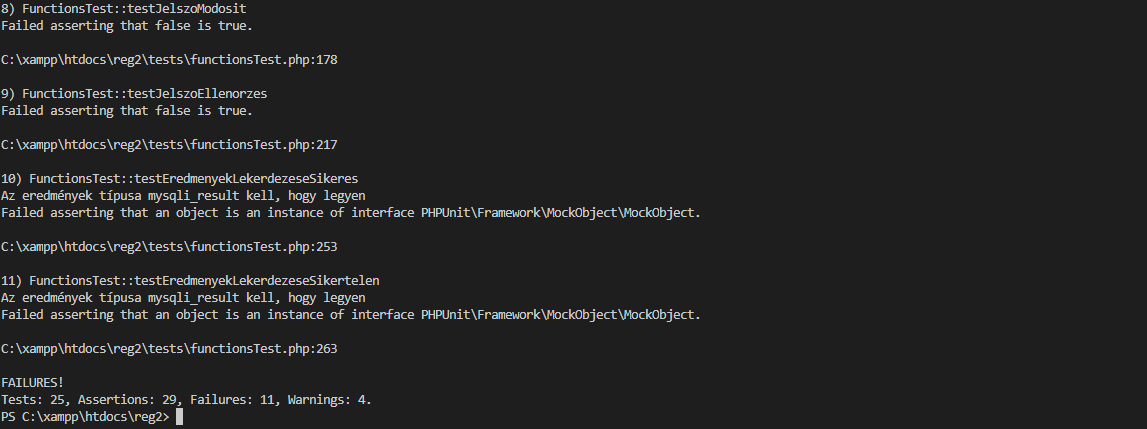 8) FunctionsTest::testJelszoModosit
Failed asserting that false is true.
C:\xampp\htdocs\reg2\tests\functionsTest.php:178
9) FunctionsTest::testJelszoEllenorzes
Failed asserting that false is true.
C:\xampp\htdocs\reg2\tests\functionsTest.php:217
10) FunctionsTest::testEredmenyekLekerdezeseSikeres
Az eredmények típusa mysqli_result kell, hogy legyen
Failed asserting that an object is an instance of interface PHPUnit\Framework\MockObject\MockObject.
C:\xampp\htdocs\reg2\tests\functionsTest.php:253
11) FunctionsTest::testEredmenyekLekerdezeseSikertelen
Az eredmények típusa mysqli_result kell, hogy legyen
Failed asserting that an object is an instance of interface PHPUnit\Framework\MockObject\MockObject.
C:\xampp\htdocs\reg2\tests\functionsTest.php:263
FAILURES!
Tests: 25, Assertions: 29, Failures: 11, Warnings: 4.
PS C:\xampp\htdocs\reg2>